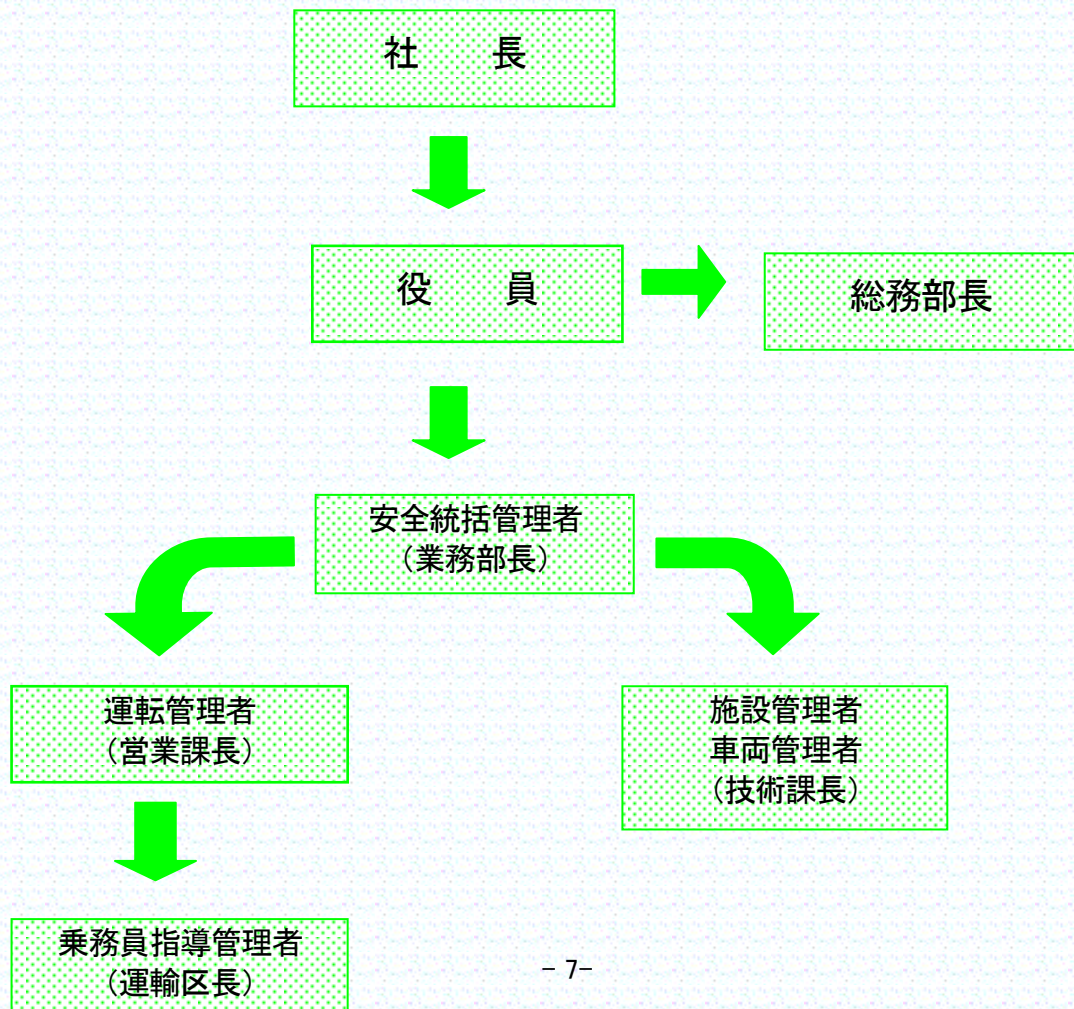 社　　長
役　　員
総務部長
安全統括管理者
（業務部長）
運転管理者
（営業課長）
施設管理者
車両管理者
（技術課長）
乗務員指導管理者
（運輸区長）
- 7-